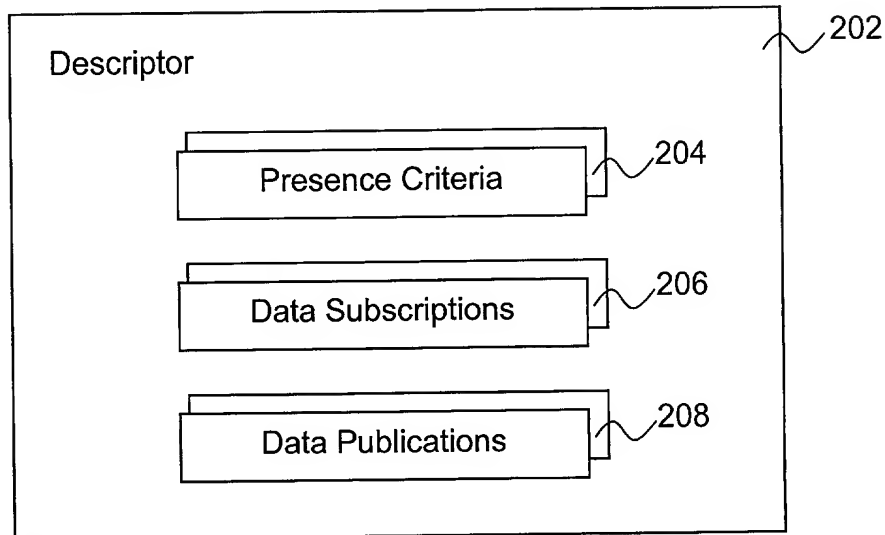 202
Descriptor
204
Presence Criteria
206
Data Subscriptions
208
Data Publications